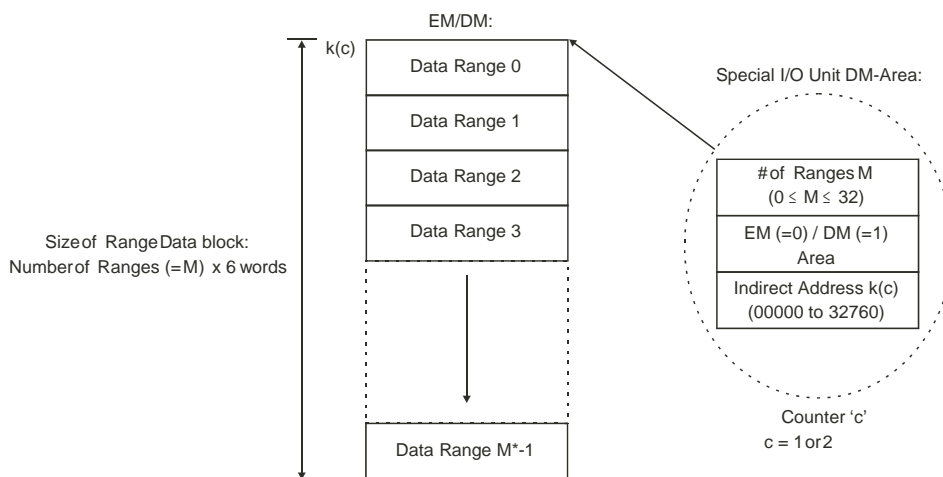 EM/DM:
k(c)
Data Range 0
Data Range 1
Data Range 2
Data Range 3
Data Range M*-1
Size of Range Data block:
Number of Ranges (=M) x 6 words
Special I/O Unit DM-Area:
# of Ranges M
(0 ≤ M ≤ 32)
EM (=0) / DM (=1)
Area
Indirect Address k(c)
(00000 to 32760)
Counter ‘c’
c = 1 or 2